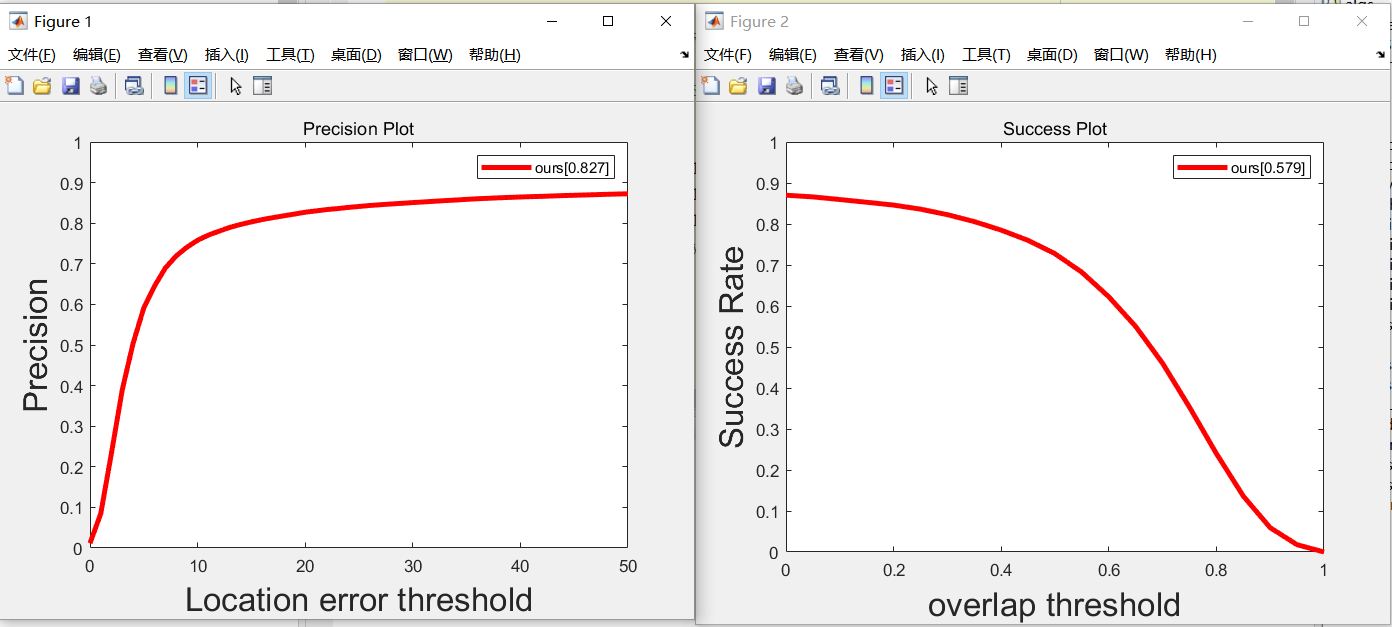 Figure 1
文件(F) 编辑(E) 查看(V) 插入(I) 工具(T) 桌面(D) 窗口(W) 帮助(H)
Precision Plot
ours[0.827]
1
0.9
0.8
0.7
0.6
0.5
0.4
0.3
0.2
0.1
0
Precision
0 10 20 30 40 50
Location error threshold
Figure 2
文件(F) 编辑(E) 查看(V) 插入(I) 工具(T) 桌面(D) 窗口(W) 帮助(H)
Success Plot
ours[0.579]
1
0.9
0.8
0.7
0.6
0.5
0.4
0.3
0.2
0.1
0
Success Rate
0 0.2 0.4 0.6 0.8 1
overlap threshold